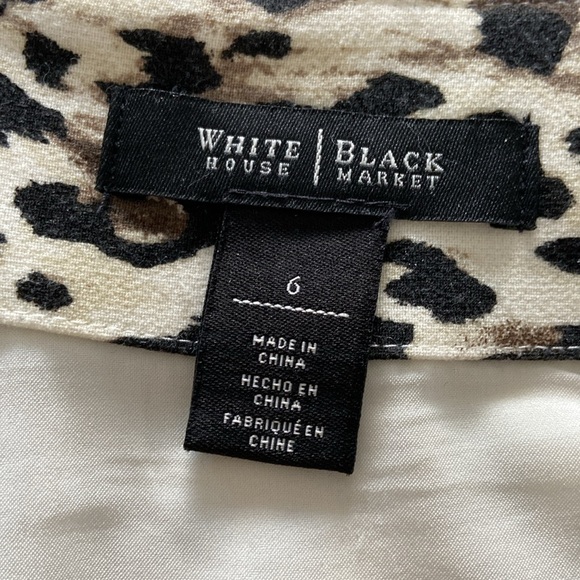 WHITE | BLACK
HOUSE MARKET
6
MADE IN
CHINA
HECHO EN
CHINA
FABRIQUÉ EN
CHINE